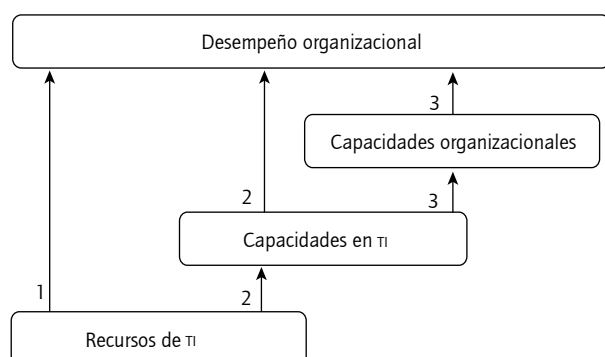 Desempeño organizacional
3
Capacidades organizacionales
2
3
Capacidades en TI
1
2
Recursos de TI